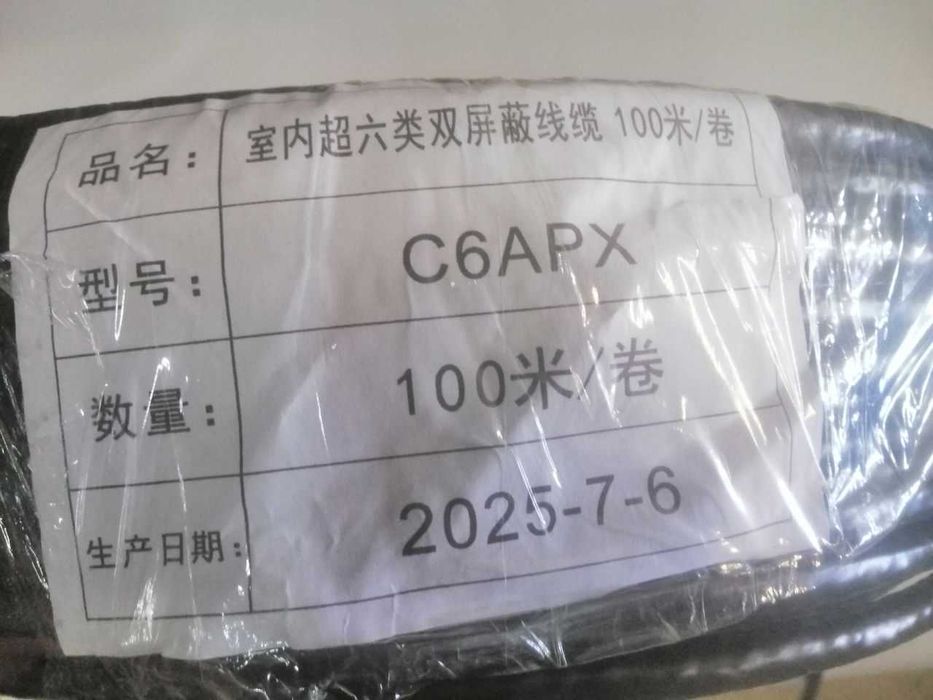 品名： 室内超六类双屏蔽线缆 100米/卷
型号： C6APX
数量： 100米/卷
生产日期： 2025-7-6